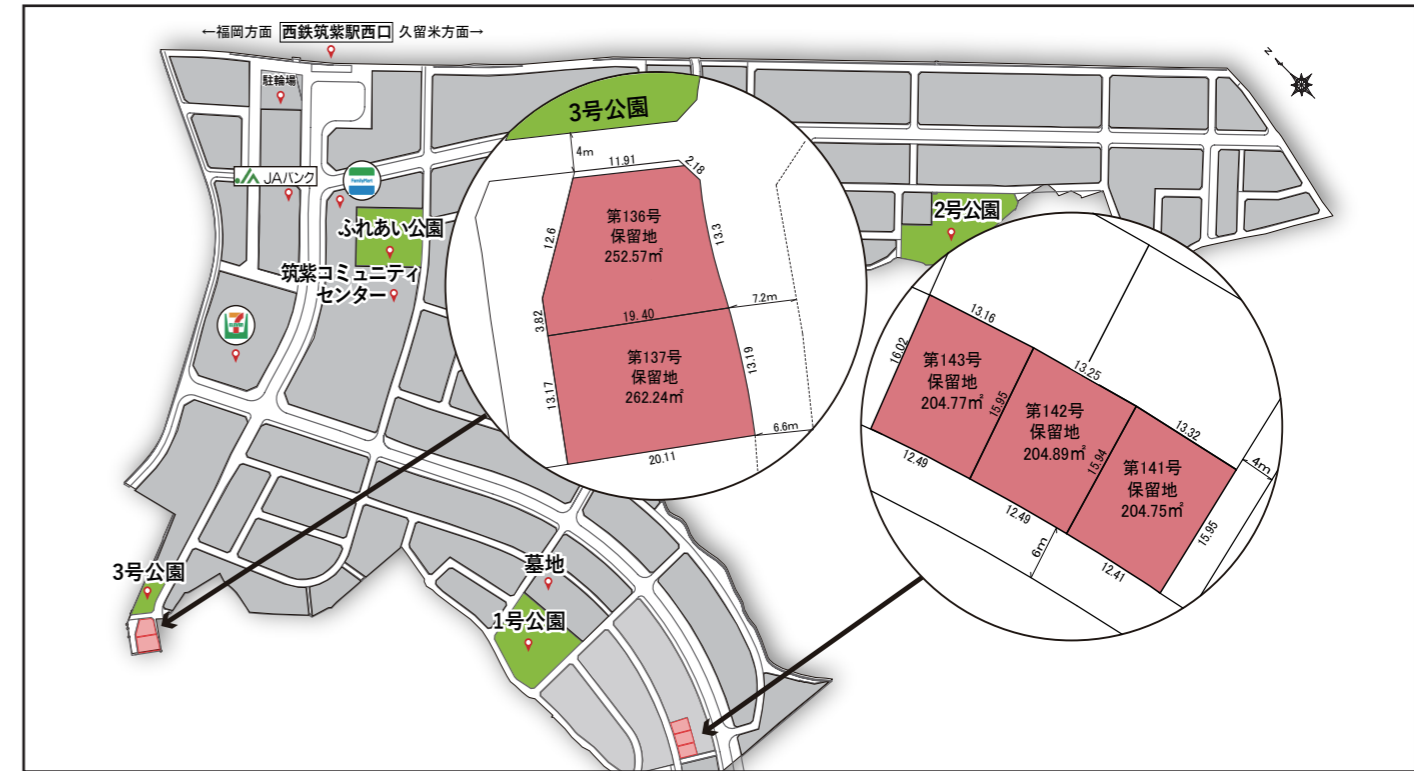 ←福岡方面 西鉄筑紫駅西口 久留米方面→
駐輪場
JAバンク
FamilyMart
ふれあい公園
筑紫コミュニティ
センター
7
3号公園
4m
11.91
2.18
12.6
第136号
保留地
252.57㎡
13.3
3.82
19.40
7.2m
第137号
保留地
262.24㎡
13.17
13.19
6.6m
20.11
N
2号公園
13.16
16.02
第143号
保留地
204.77㎡
15.95
13.25
第142号
保留地
204.89㎡
15.94
13.32
第141号
保留地
204.75㎡
4m
15.95
12.49
12.49
6m
12.41
3号公園
墓地
1号公園